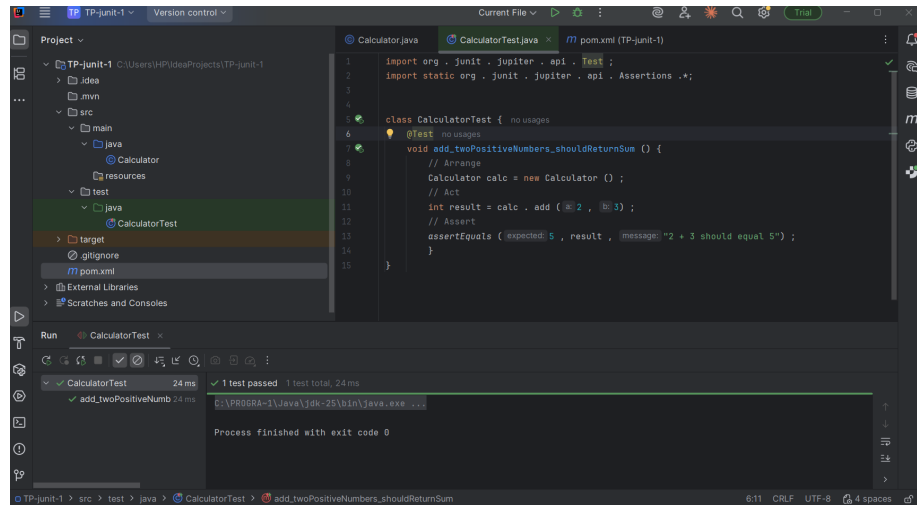 TP TP-junit-1 Version control Current File Trial
Project
TP-junit-1 C:\Users\HP\IdeaProjects\TP-junit-1
.idea
.mvn
src
main
java
Calculator
resources
test
java
CalculatorTest
target
.gitignore
m pom.xml
External Libraries
Scratches and Consoles
Calculator.java CalculatorTest.java m pom.xml (TP-junit-1)
1 import org . junit . jupiter . api . Test ;
2 import static org . junit . jupiter . api . Assertions .*;
3
4
5 class CalculatorTest { no usages
6 @Test no usages
7 void add_twoPositiveNumbers_shouldReturnSum () {
8 // Arrange
9 Calculator calc = new Calculator () ;
10 // Act
11 int result = calc . add ( a: 2 , b: 3) ;
12 // Assert
13 assertEquals ( expected: 5 , result , message: "2 + 3 should equal 5") ;
14 }
15 }
Run CalculatorTest
CalculatorTest 24 ms
add_twoPositiveNumb 24 ms
1 test passed 1 test total, 24 ms
C:\PROGRA~1\Java\jdk-25\bin\java.exe ...
Process finished with exit code 0
TP-junit-1 > src > test > java > CalculatorTest > add_twoPositiveNumbers_shouldReturnSum 6:11 CRLF UTF-8 4 spaces